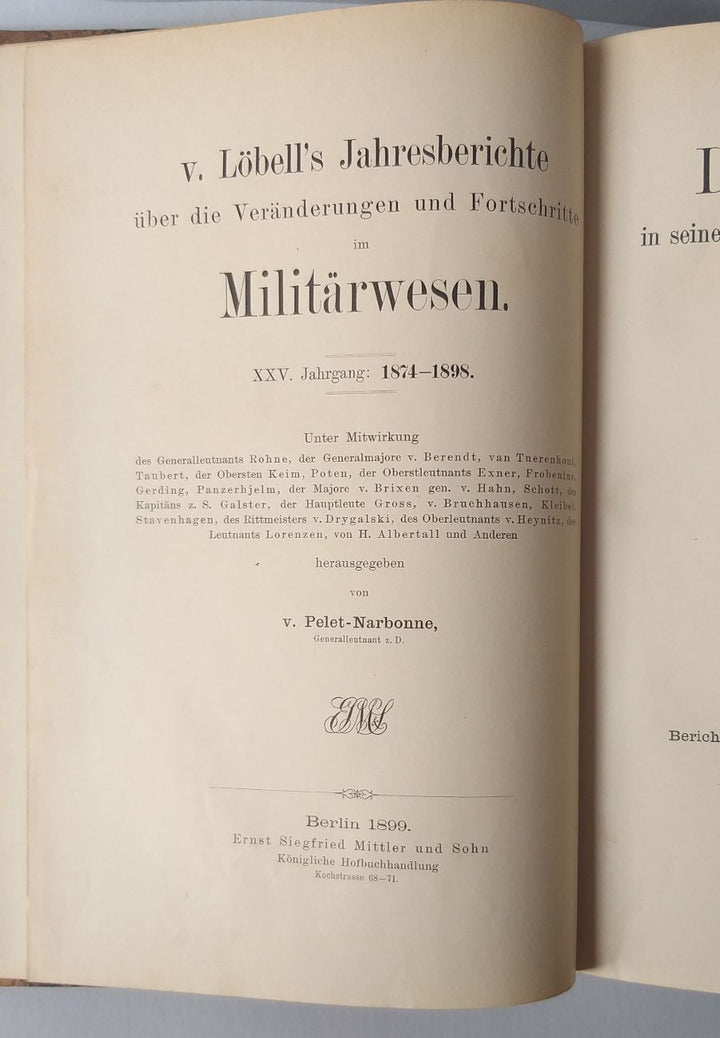 v. Löbell's Jahresberichte
über die Veränderungen und Fortschritte
im
Militärwesen.
XXV. Jahrgang: 1874–1898.
Unter Mitwirkung
des Generalleutnants Rohne, der Generalmajore v. Berendt, van Tuerenhout,
Taubert, der Obersten Keim, Poten, der Oberstleutnants Exner, Frobenius,
Gerding, Panzerhjelm, der Majore v. Brixen gen. v. Hahn, Schott, des
Kapitäns z. S. Galster, der Hauptleute Gross, v. Bruchhausen, Kleibel,
Stavenhagen, des Rittmeisters v. Drygalski, des Oberleutnants v. Heynitz, des
Leutnants Lorenzen, von H. Albertall und Anderen
herausgegeben
von
v. Pelet-Narbonne,
Generalleutnant z. D.
Berlin 1899.
Ernst Siegfried Mittler und Sohn
Königliche Hofbuchhandlung
Kochstrasse 68–71.
in seine
Berich